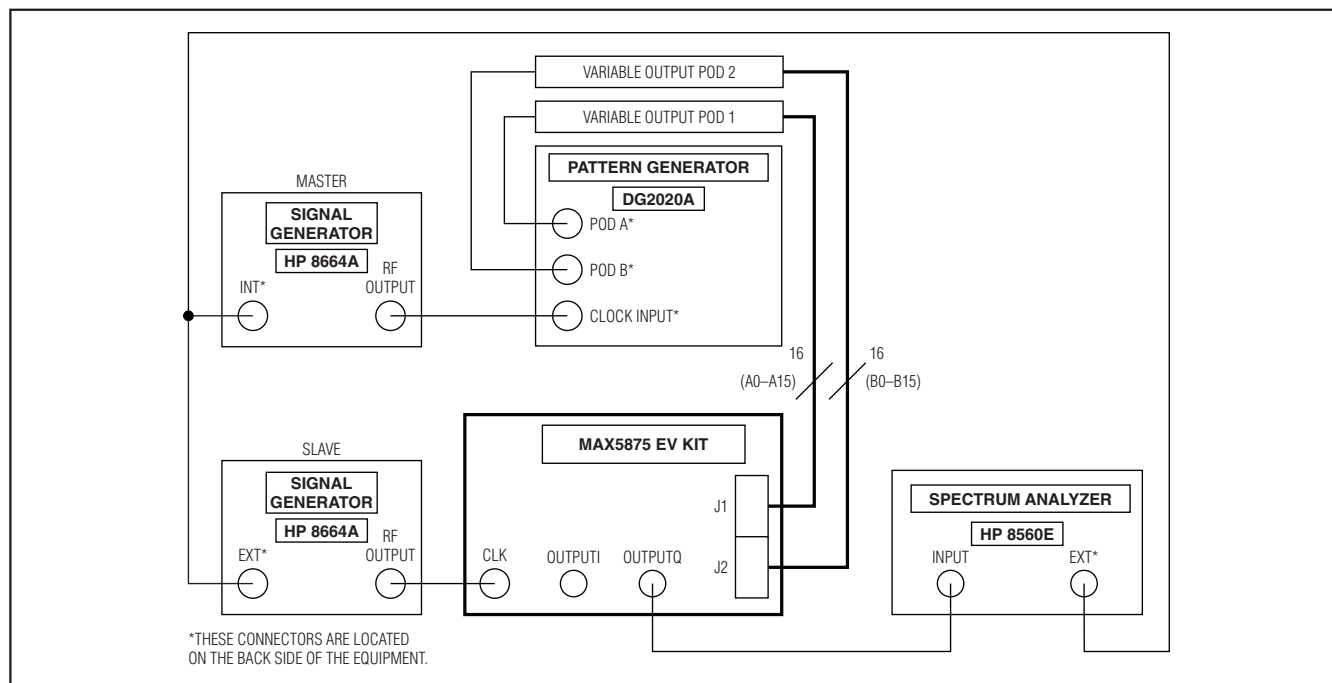 VARIABLE OUTPUT POD 2
VARIABLE OUTPUT POD 1
PATTERN GENERATOR
DG2020A
POD A*
POD B*
CLOCK INPUT*
MASTER
SIGNAL
GENERATOR
HP 8664A
INT*
RF
OUTPUT
16
(A0–A15)
16
(B0–B15)
SLAVE
SIGNAL
GENERATOR
HP 8664A
EXT*
RF
OUTPUT
MAX5875 EV KIT
J1
J2
CLK
OUTPUTI
OUTPUTQ
SPECTRUM ANALYZER
HP 8560E
INPUT
EXT*
*THESE CONNECTORS ARE LOCATED
ON THE BACK SIDE OF THE EQUIPMENT.